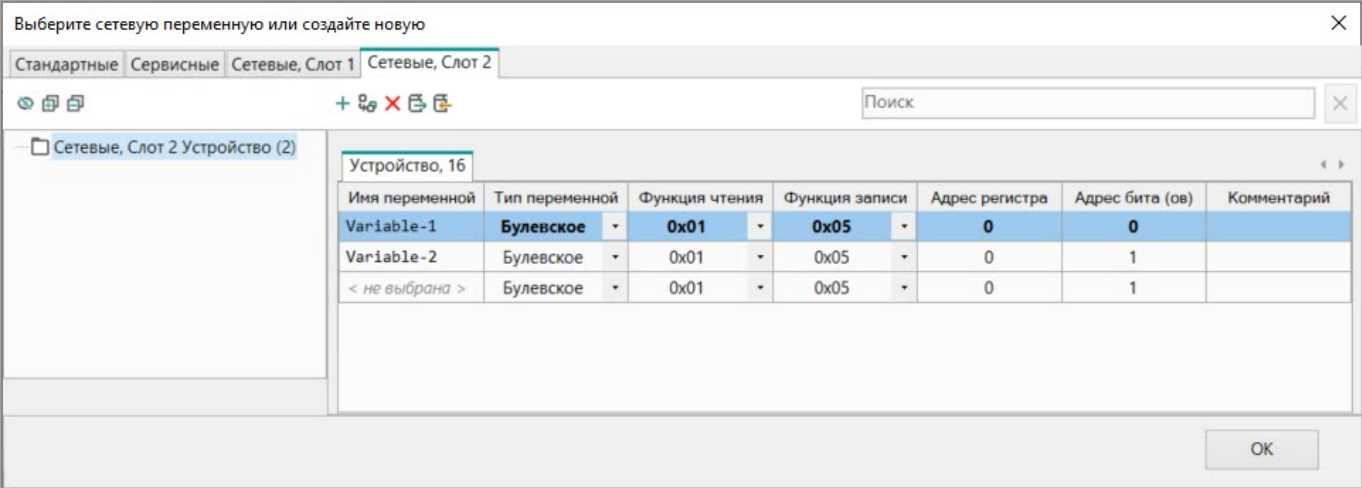 Выберите сетевую переменную или создайте новую
Стандартные Сервисные Сетевые, Слот 1 Сетевые, Слот 2
Поиск
Сетевые, Слот 2 Устройство (2)
Устройство, 16
Имя переменной Тип переменной Функция чтения Функция записи Адрес регистра Адрес бита (ов) Комментарий
Variable-1 Булевское 0x01 0x05 0 0
Variable-2 Булевское 0x01 0x05 0 1
< не выбрана > Булевское 0x01 0x05 0 1
OK